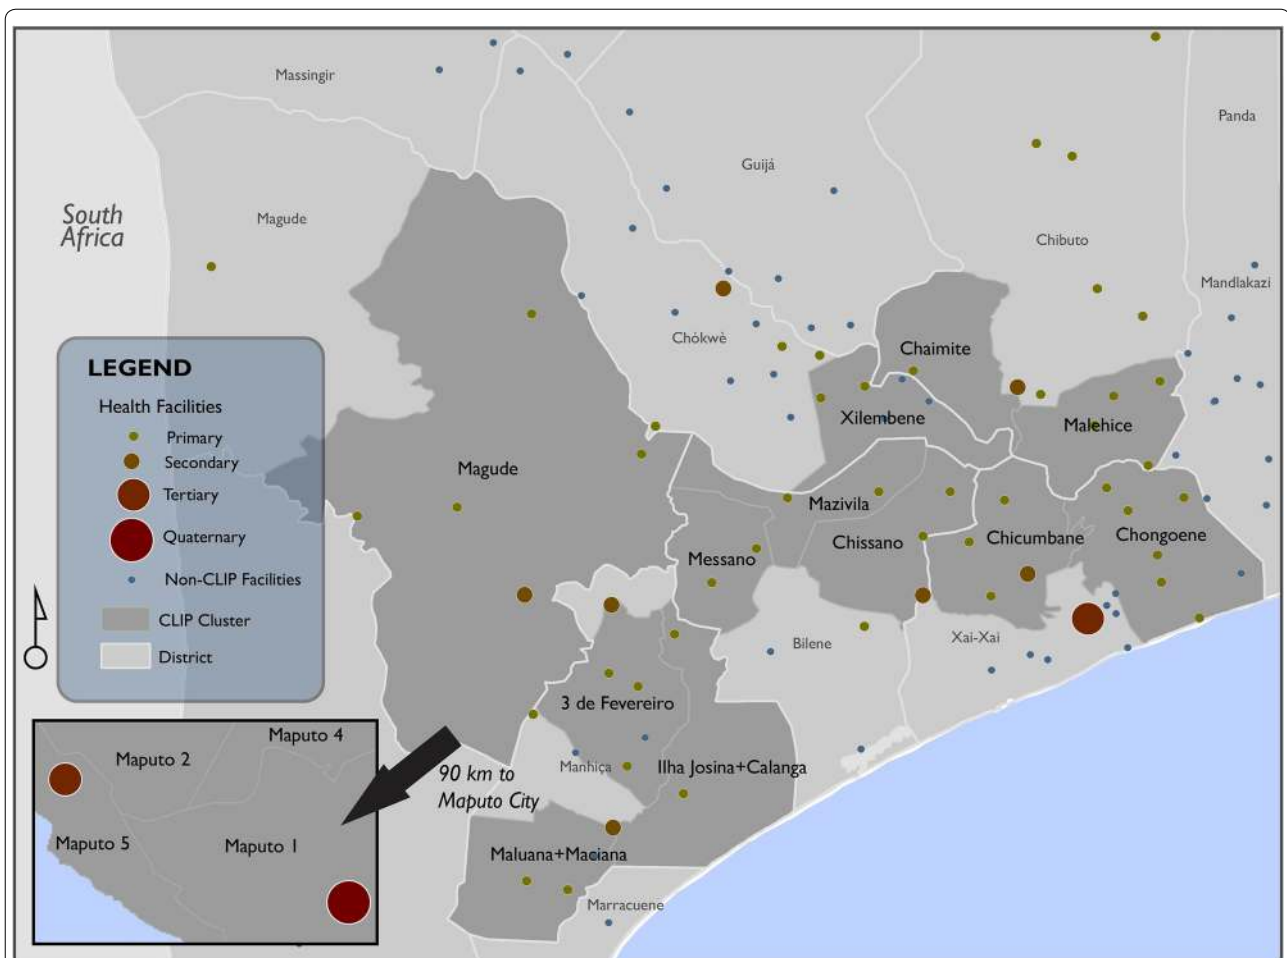 Massingir
Panda
Guijá
South
Africa
Magude
Chibuto
Mandlakazi
Chókwè
Chaimite
LEGEND
Health Facilities
Primary
Secondary
Tertiary
Quaternary
Non-CLIP Facilities
CLIP Cluster
District
Xilembene
Malehice
Magude
Mazivila
Chissano
Chicumbane
Chongoene
Messano
Bilene
Xai-Xai
3 de Fevereiro
Manhiça
Ilha Josina+Calanga
90 km to
Maputo City
Maputo 4
Maputo 2
Maputo 5
Maputo 1
Maluana+Maciana
Marracuene